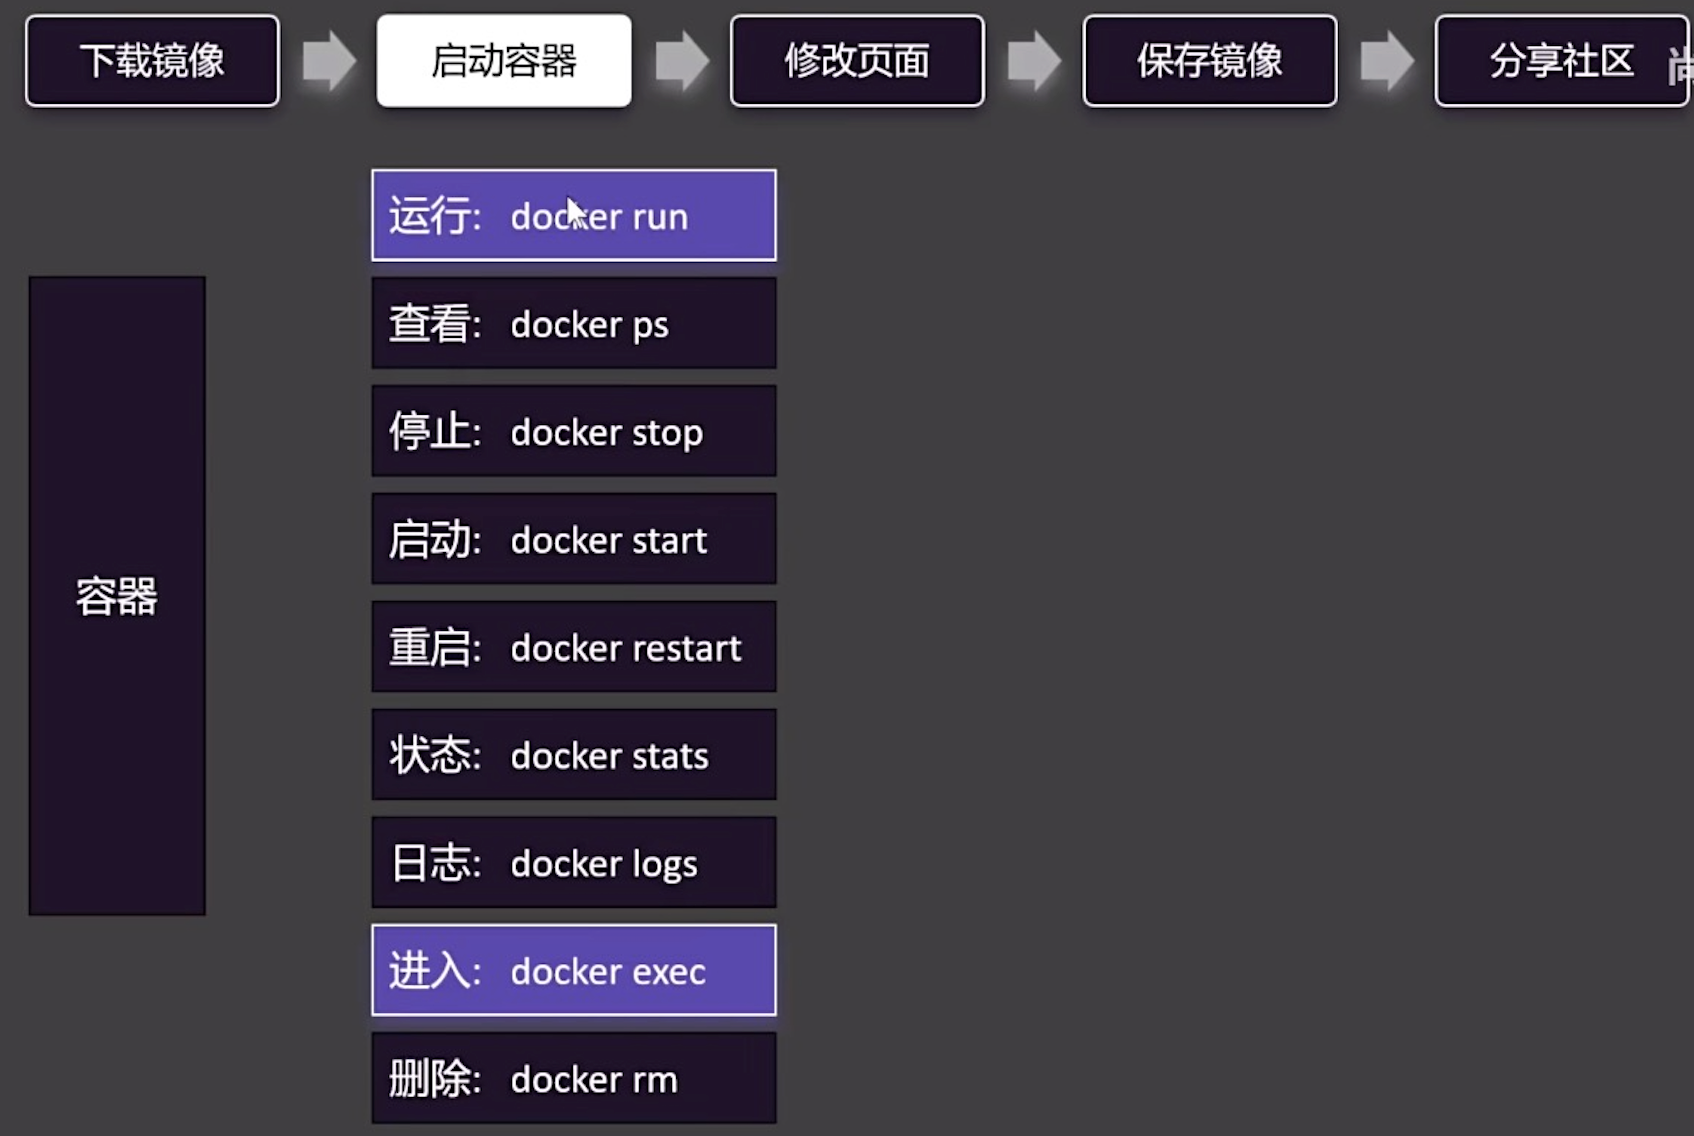 下载镜像
启动容器
修改页面
保存镜像
分享社区
尚
容器
运行: docker run
查看: docker ps
停止: docker stop
启动: docker start
重启: docker restart
状态: docker stats
日志: docker logs
进入: docker exec
删除: docker rm